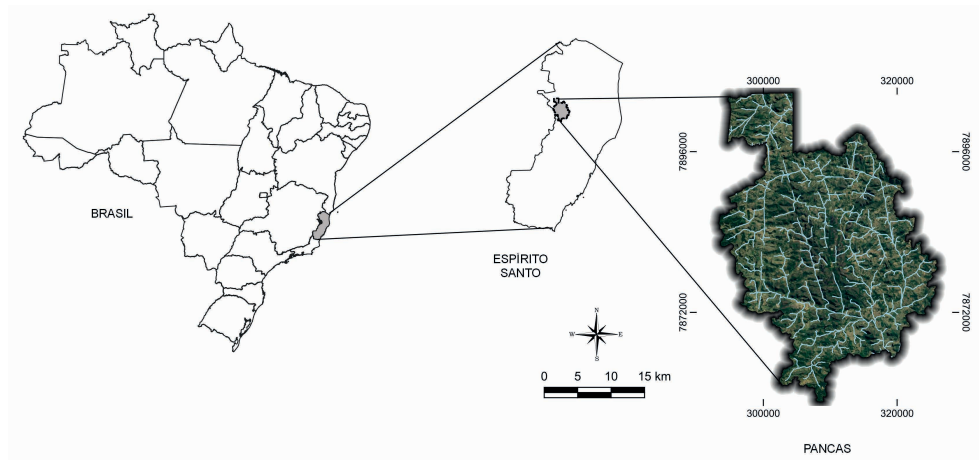 300000
320000
7896000
7896000
BRASIL
ESPÍRITO
SANTO
7872000
7872000
N
W
E
S
0 5 10 15 km
300000
320000
PANCAS